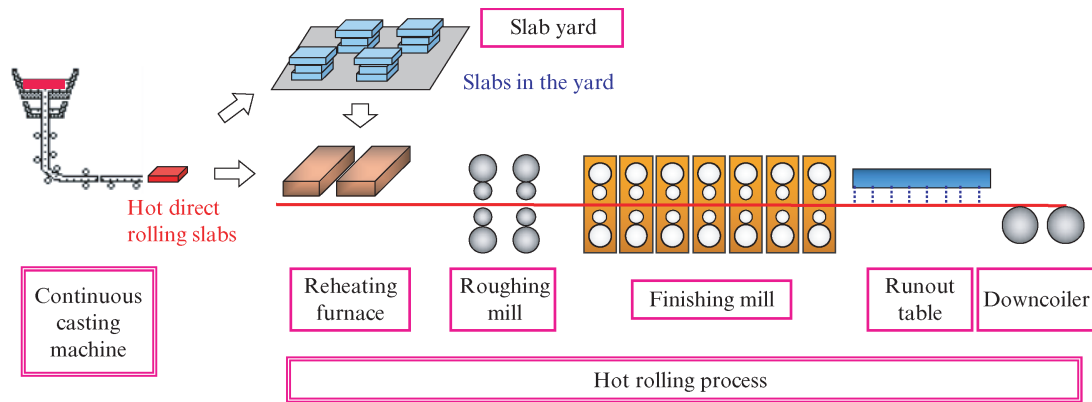 Slab yard
Slabs in the yard
Hot direct
rolling slabs
Continuous
casting
machine
Reheating
furnace
Roughing
mill
Finishing mill
Runout
table
Downcoiler
Hot rolling process